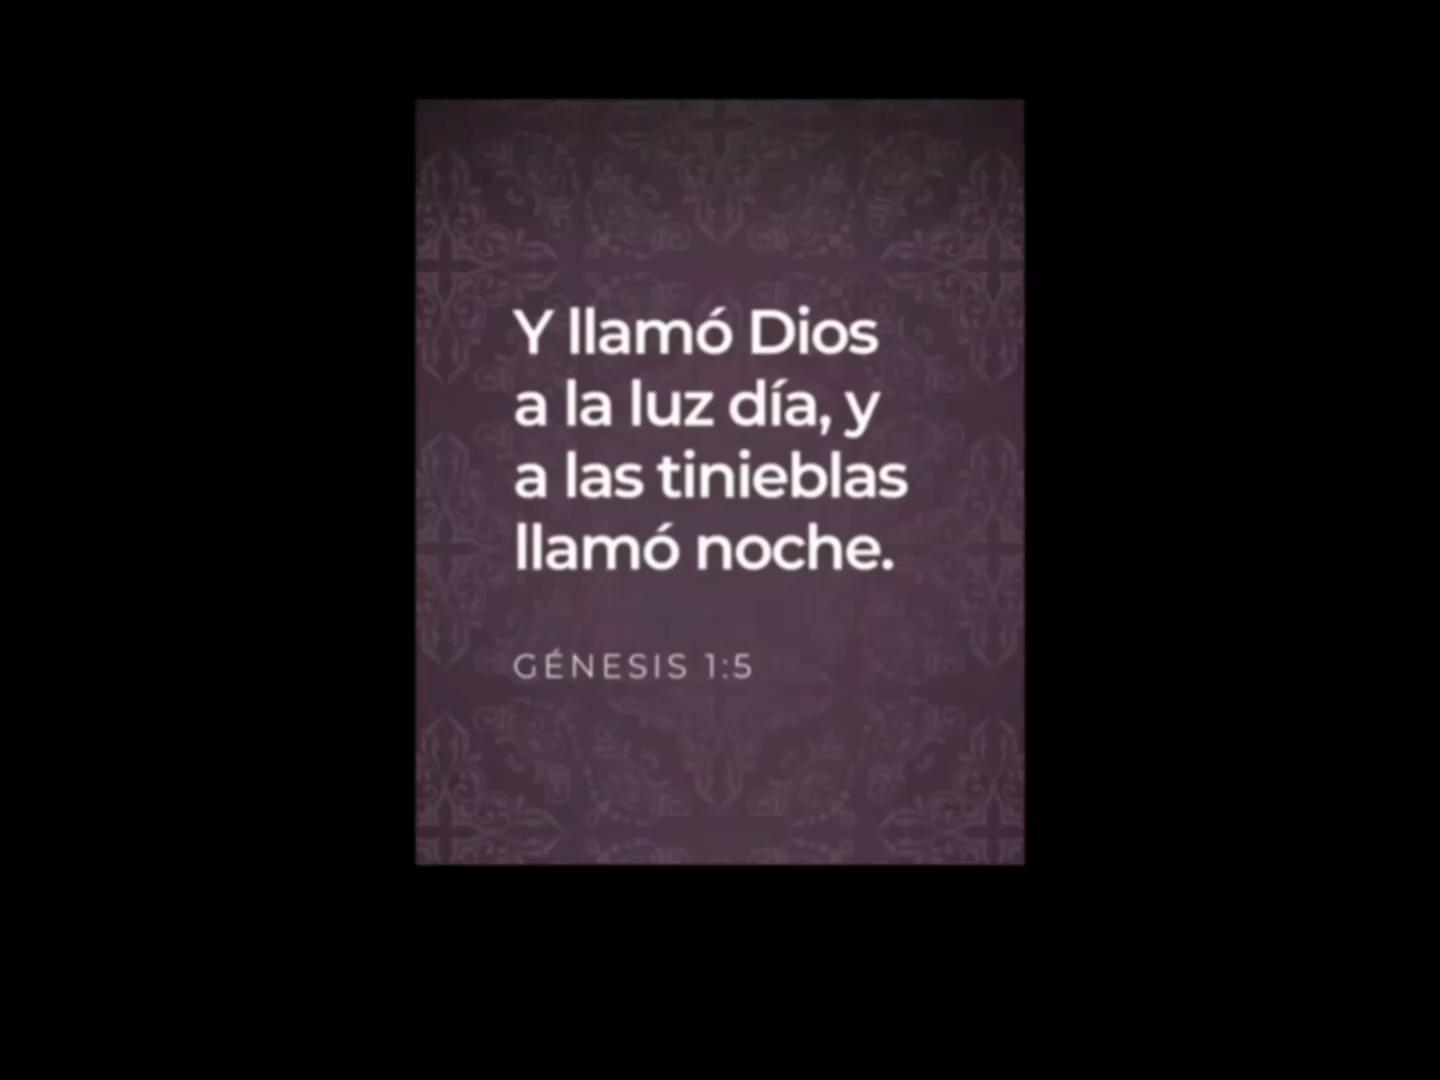 Y llamó Dios
a la luz día, y
a las tinieblas
llamó noche.
GÉNESIS 1:5